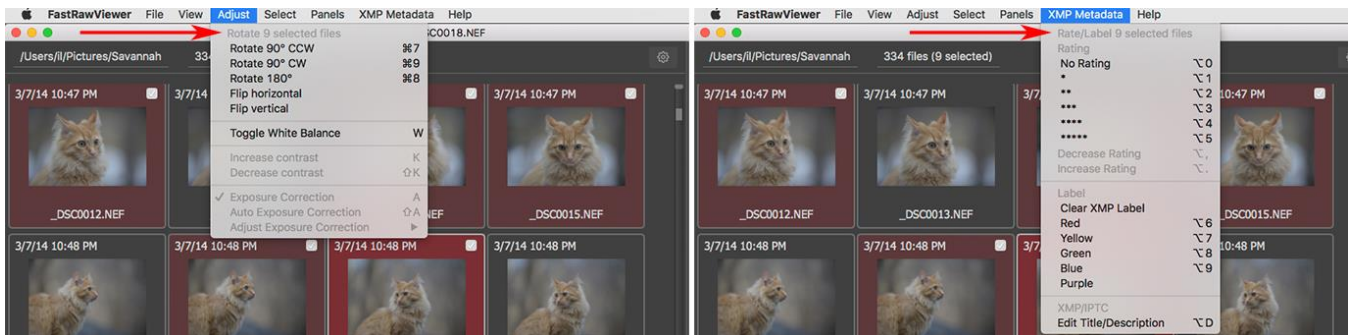 FastRawViewer File View Adjust Select Panels XMP Metadata Help
Rotate 9 selected files
C0018.NEF
/Users/il/Pictures/Savannah 334
Rotate 90° CCW ⌘7
Rotate 90° CW ⌘9
Rotate 180° ⌘8
Flip horizontal
Flip vertical
Toggle White Balance W
Increase contrast K
Decrease contrast ⇧K
✓ Exposure Correction A
Auto Exposure Correction ⇧A
Adjust Exposure Correction ▶
3/7/14 10:47 PM
3/7/14
3/7/14 10:47 PM
_DSC0012.NEF
NEF
_DSC0015.NEF
3/7/14 10:48 PM
3/7/14 10:48 PM
3/7/14 10:48 PM
3/7/14 10:48 PM
FastRawViewer File View Adjust Select Panels XMP Metadata Help
Rate/Label 9 selected files
/Users/il/Pictures/Savannah 334 files (9 selected)
Rating
No Rating ⌥0
* ⌥1
** ⌥2
*** ⌥3
**** ⌥4
***** ⌥5
Decrease Rating ⌥,
Increase Rating ⌥.
Label
Clear XMP Label
Red ⌥6
Yellow ⌥7
Green ⌥8
Blue ⌥9
Purple
XMP/IPTC
Edit Title/Description ⌥D
3/7/14 10:47 PM
3/7/14 10:47 PM
3/7
10:47 PM
_DSC0012.NEF
_DSC0013.NEF
_DSC0015.NEF
3/7/14 10:48 PM
3/7/14 10:48 PM
3/7
10:48 PM